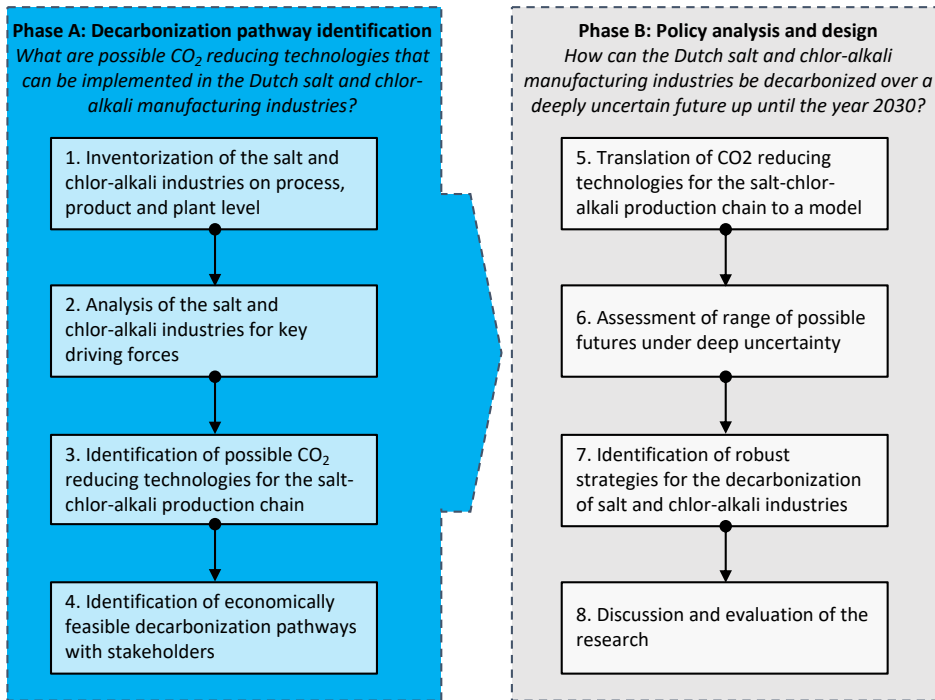 Phase A: Decarbonization pathway identification
What are possible CO₂ reducing technologies that
can be implemented in the Dutch salt and chlor-
alkali manufacturing industries?
1. Inventorization of the salt and
chlor-alkali industries on process,
product and plant level
2. Analysis of the salt and
chlor-alkali industries for key
driving forces
3. Identification of possible CO₂
reducing technologies for the salt-
chlor-alkali production chain
4. Identification of economically
feasible decarbonization pathways
with stakeholders
Phase B: Policy analysis and design
How can the Dutch salt and chlor-alkali
manufacturing industries be decarbonized over a
deeply uncertain future up until the year 2030?
5. Translation of CO2 reducing
technologies for the salt-chlor-
alkali production chain to a model
6. Assessment of range of possible
futures under deep uncertainty
7. Identification of robust
strategies for the decarbonization
of salt and chlor-alkali industries
8. Discussion and evaluation of the
research